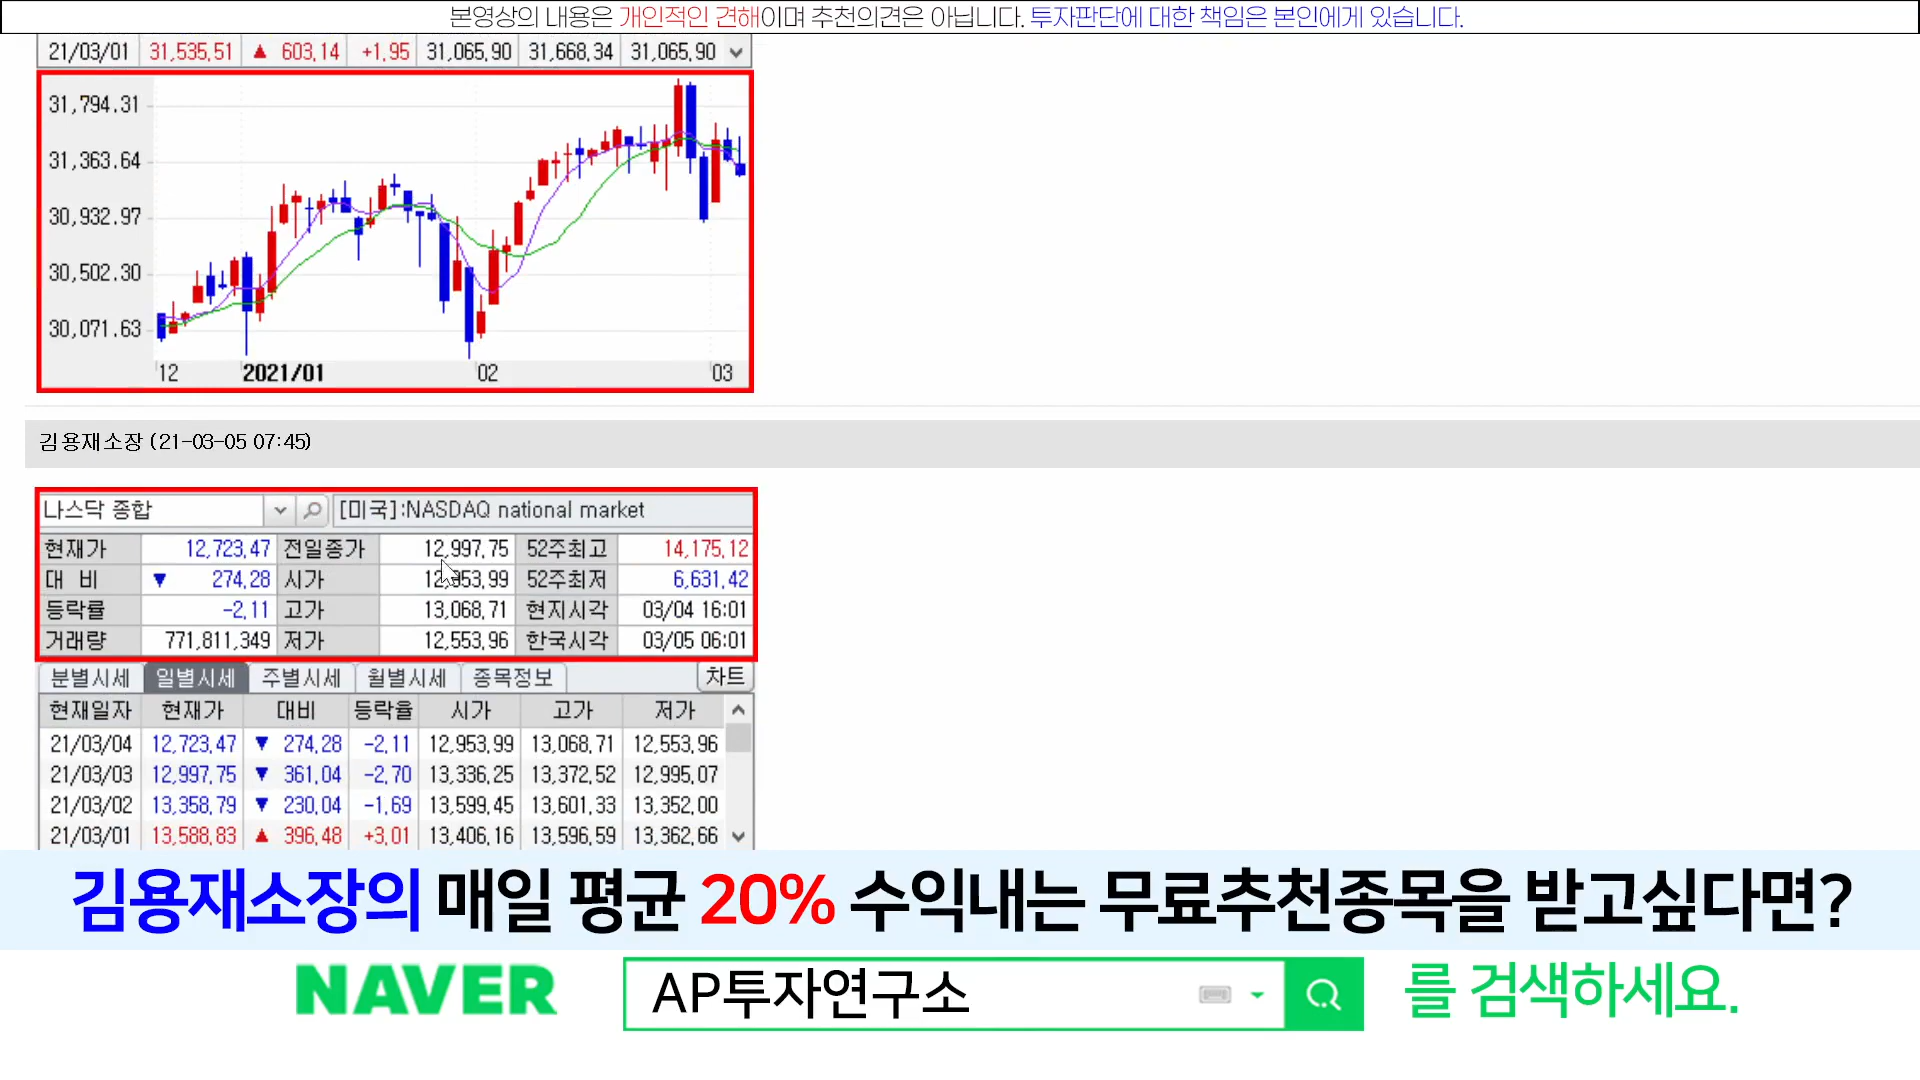 본영상의 내용은 개인적인 견해이며 추천의견은 아닙니다. 투자판단에 대한 책임은 본인에게 있습니다.
21/03/01 31,535,51 ▲ 603,14 +1,95 31,065,90 31,668,34 31,065,90
31,794.31
31,363.64
30,932.97
30,502.30
30,071.63
12 2021/01 02 03
김용재소장 (21-03-05 07:45)
나스닥 종합 [미국]:NASDAQ national market
현재가 12,723,47 전일종가 12,997,75 52주최고 14,175,12
대 비 ▼ 274,28 시가 12,953,99 52주최저 6,631,42
등락률 -2,11 고가 13,068,71 현지시각 03/04 16:01
거래량 771,811,349 저가 12,553,96 한국시각 03/05 06:01
분별시세 일별시세 주별시세 월별시세 종목정보 차트
현재일자 현재가 대비 등락율 시가 고가 저가
21/03/04 12,723,47 ▼ 274,28 -2,11 12,953,99 13,068,71 12,553,96
21/03/03 12,997,75 ▼ 361,04 -2,70 13,336,25 13,372,52 12,995,07
21/03/02 13,358,79 ▼ 230,04 -1,69 13,599,45 13,601,33 13,352,00
21/03/01 13,588,83 ▲ 396,48 +3,01 13,406,16 13,596,59 13,362,66
김용재소장의 매일 평균 20% 수익내는 무료추천종목을 받고싶다면?
NAVER AP투자연구소 를 검색하세요.